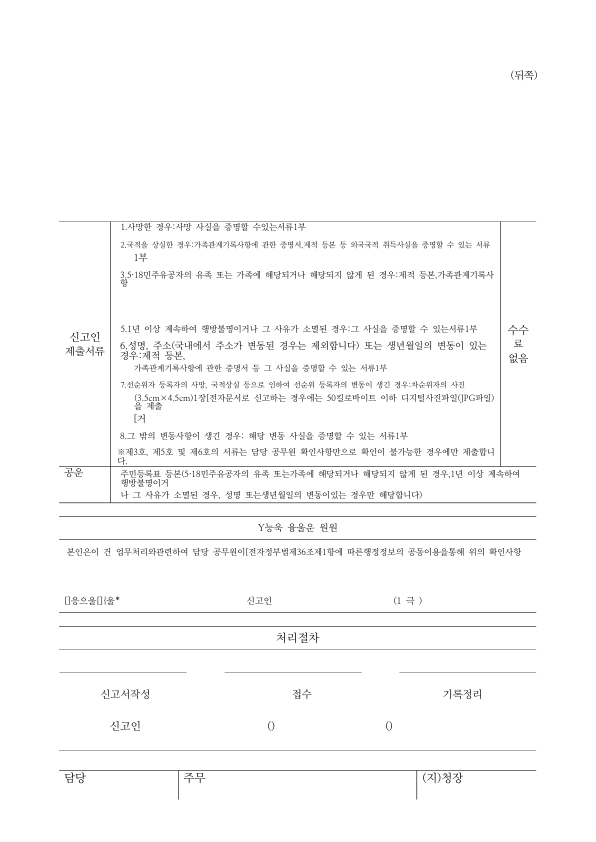 (뒤쪽)
1.사망한 경우:사망 사실을 증명할 수있는서류1부
2.국적을 상실한 경우:가족관계기록사항에 관한 증명서,제적 등본 등 외국국적 취득사실을 증명할 수 있는 서류
1부
3.5·18민주유공자의 유족 또는 가족에 해당되거나 해당되지 않게 된 경우:제적 등본,가족관계기록사
항
5.1년 이상 계속하여 행방불명이거나 그 사유가 소멸된 경우:그 사실을 증명할 수 있는서류1부
신고인
제출서류
수수
료
없음
6.성명, 주소(국내에서 주소가 변동된 경우는 제외합니다) 또는 생년월일의 변동이 있는
경우:제적 등본,
가족관계기록사항에 관한 증명서 등 그 사실을 증명할 수 있는 서류1부
7.선순위자 등록자의 사망, 국적상실 등으로 인하여 선순위 등록자의 변동이 생긴 경우:차순위자의 사진
(3.5cm×4.5cm)1장[전자문서로 신고하는 경우에는 50킬로바이트 이하 디지털사진파일(JPG파일)
을 제출
[거
8.그 밖의 변동사항이 생긴 경우: 해당 변동 사실을 증명할 수 있는 서류1부
※제3호, 제5호 및 제6호의 서류는 담당 공무원 확인사항만으로 확인이 불가능한 경우에만 제출합니
다.
공운
주민등록표 등본(5·18민주유공자의 유족 또는가족에 해당되거나 해당되지 않게 된 경우,1년 이상 계속하여
행방불명이거
나 그 사유가 소멸된 경우, 성명 또는생년월일의 변동이있는 경우만 해당합니다)
Y능욱 융울운 원원
본인은이 건 업무처리와관련하여 담당 공무원이[전자정부법제36조제1항에 따른행정정보의 공동이용을통해 위의 확인사항
[]응으울[]{울* 신고인 (1 극 )
처리절차
신고서작성 접수 기록정리
신고인 () ()
담당 주무 (지)청장